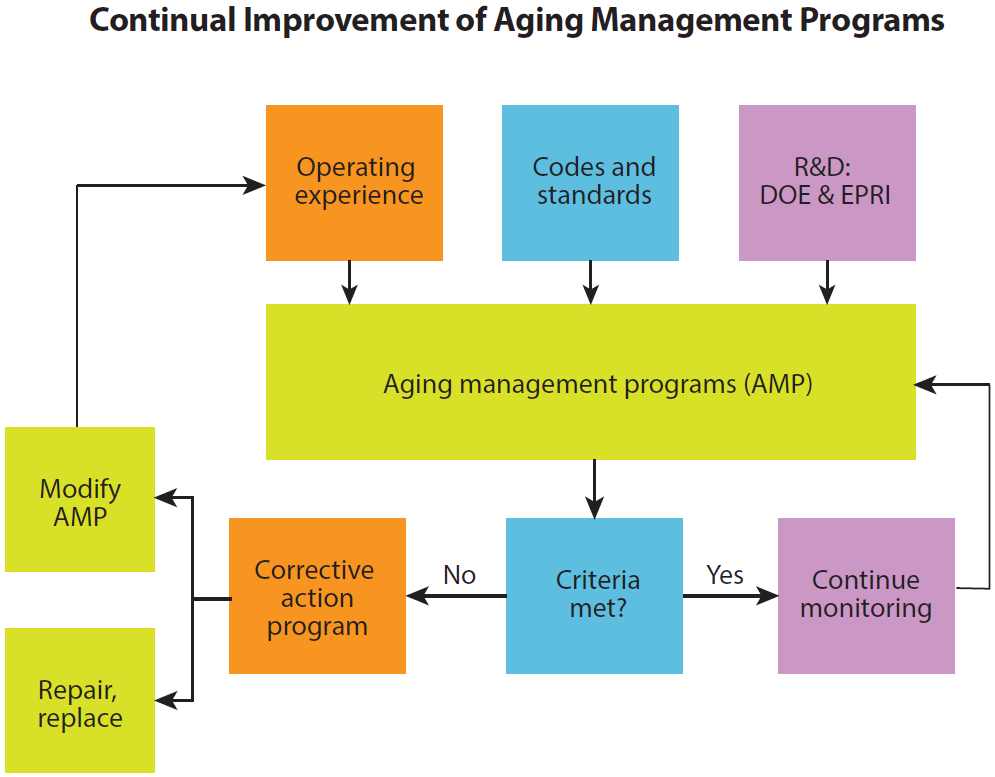 Continual Improvement of Aging Management Programs
Operating
experience
Codes and
standards
R&D:
DOE & EPRI
Aging management programs (AMP)
Modify
AMP
Corrective
action
program
No
Criteria
met?
Yes
Continue
monitoring
Repair,
replace